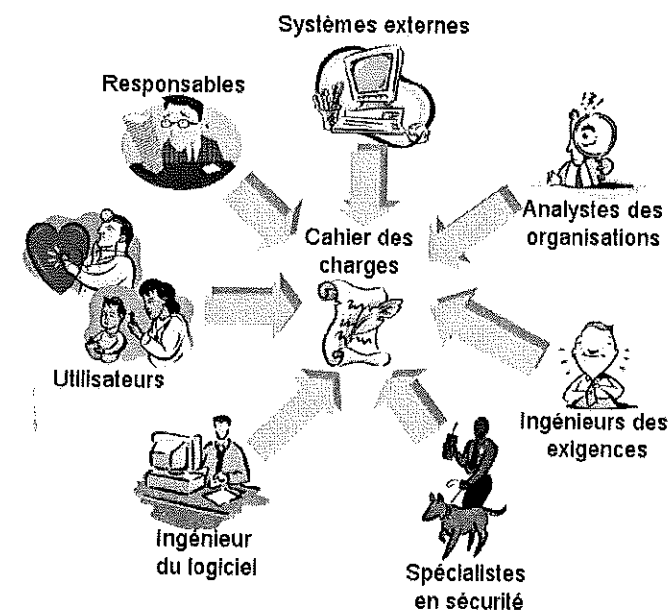 Systèmes externes
Responsables
Analystes des
organisations
Cahier des
charges
Utilisateurs
Ingénieurs des
exigences
Ingénieur
du logiciel
Spécialistes
en sécurité